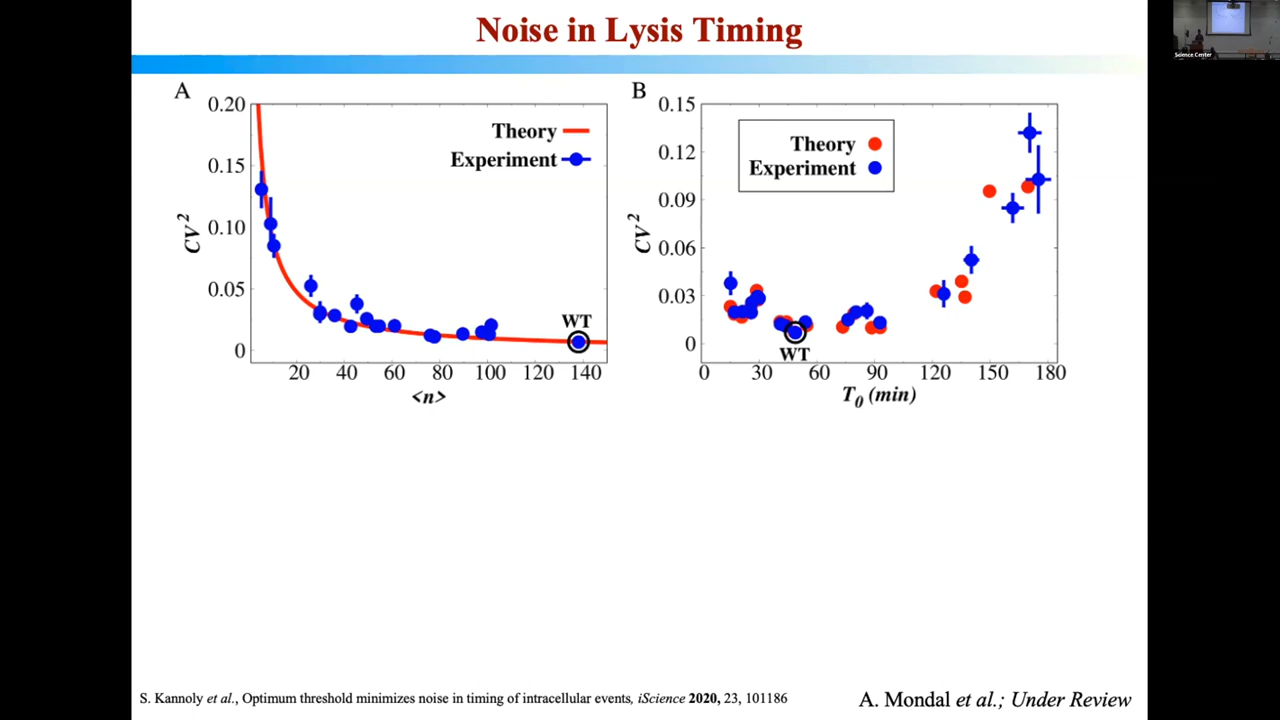 Noise in Lysis Timing
Science Center
A
0.20
0.15
0.10
0.05
0
CV²
Theory
Experiment
WT
20 40 60 80 100 120 140
<n>
B
0.15
0.12
0.09
0.06
0.03
0
CV²
Theory
Experiment
WT
0 30 60 90 120 150 180
T₀ (min)
S. Kannoly et al., Optimum threshold minimizes noise in timing of intracellular events, iScience 2020, 23, 101186
A. Mondal et al.; Under Review